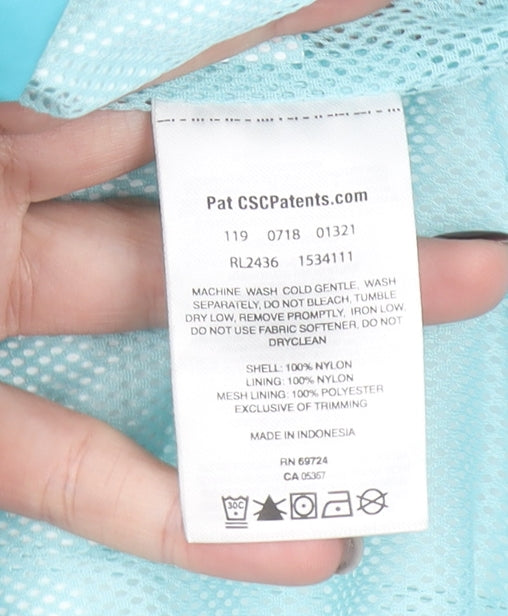 Pat CSCPatents.com
119 0718 01321
RL2436 1534111
MACHINE WASH COLD GENTLE, WASH
SEPARATELY, DO NOT BLEACH, TUMBLE
DRY LOW, REMOVE PROMPTLY, IRON LOW,
DO NOT USE FABRIC SOFTENER, DO NOT
DRYCLEAN
SHELL: 100% NYLON
LINING: 100% NYLON
MESH LINING: 100% POLYESTER
EXCLUSIVE OF TRIMMING
MADE IN INDONESIA
RN 69724
CA 05367
30C